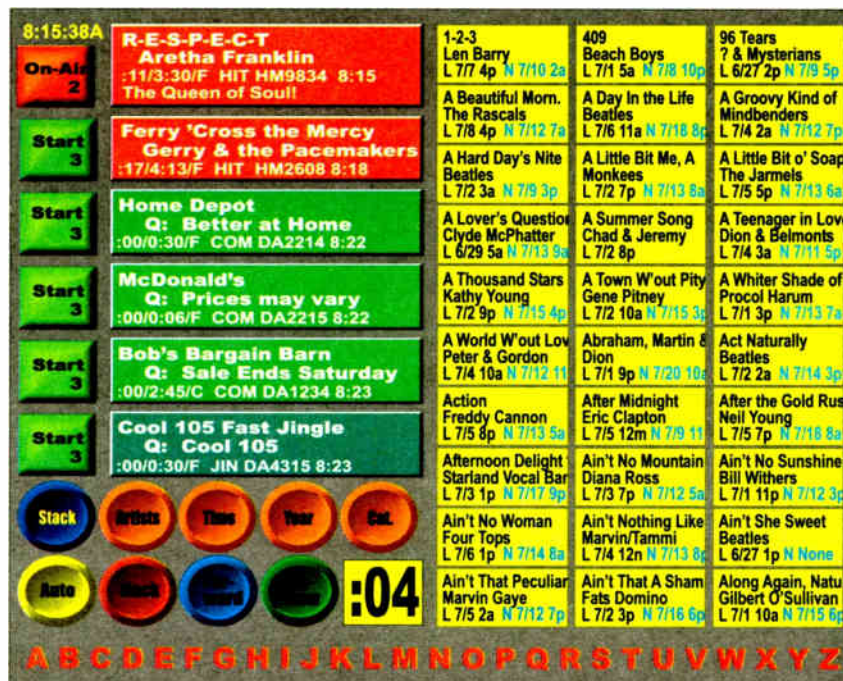 8:15:38A
On-Air
2
R-E-S-P-E-C-T
Aretha Franklin
:11/3:30/F HIT HM9834 8:15
The Queen of Soul!
Start
3
Ferry 'Cross the Mercy
Gerry & the Pacemakers
:17/4:13/F HIT HM2608 8:18
Start
3
Home Depot
Q: Better at Home
:00/0:30/F COM DA2214 8:22
Start
3
McDonald's
Q: Prices may vary
:00/0:06/F COM DA2215 8:22
Start
3
Bob's Bargain Barn
Q: Sale Ends Saturday
:00/2:45/C COM DA1234 8:23
Start
3
Cool 105 Fast Jingle
Q: Cool 105
:00/0:30/F JIN DA4315 8:23
Stack
Artists
Time
Year
Cat.
Auto
:04
1-2-3
Len Barry
L 7/7 4p N 7/10 2a
409
Beach Boys
L 7/1 5a N 7/8 10p
96 Tears
? & Mysterians
L 6/27 2p N 7/9 5p
A Beautiful Morn.
The Rascals
L 7/8 4p N 7/12 7a
A Day In the Life
Beatles
L 7/6 11a N 7/18 8p
A Groovy Kind of
Mindbenders
L 7/4 2a N 7/12 7p
A Hard Day's Nite
Beatles
L 7/2 3a N 7/9 3p
A Little Bit Me, A
Monkees
L 7/2 7p N 7/13 8a
A Little Bit o' Soap
The Jarmels
L 7/5 5p N 7/13 6a
A Lover's Question
Clyde McPhatter
L 6/29 5a N 7/13 9a
A Summer Song
Chad & Jeremy
L 7/2 8p
A Teenager in Lov
Dion & Belmonts
L 7/4 3a N 7/11 5p
A Thousand Stars
Kathy Young
L 7/2 9p N 7/15 4p
A Town W'out Pity
Gene Pitney
L 7/2 10a N 7/15 3p
A Whiter Shade of
Procol Harum
L 7/1 3p N 7/13 7a
A World W'out Lov
Peter & Gordon
L 7/4 10a N 7/12 11
Abraham, Martin &
Dion
L 7/1 9p N 7/20 10a
Act Naturally
Beatles
L 7/2 2a N 7/14 3p
Action
Freddy Cannon
L 7/5 8p N 7/13 5a
After Midnight
Eric Clapton
L 7/5 12m N 7/9 11
After the Gold Rus
Neil Young
L 7/5 7p N 7/16 8a
Afternoon Delight
Starland Vocal Bar
L 7/3 1p N 7/17 9p
Ain't No Mountain
Diana Ross
L 7/3 7p N 7/12 5a
Ain't No Sunshine
Bill Withers
L 7/1 11p N 7/12 3p
Ain't No Woman
Four Tops
L 7/6 1p N 7/14 8a
Ain't Nothing Like
Marvin/Tammi
L 7/4 12n N 7/13 8p
Ain't She Sweet
Beatles
L 6/27 1p N None
Ain't That Peculiar
Marvin Gaye
L 7/5 2a N 7/12 7p
Ain't That A Sham
Fats Domino
L 7/2 3p N 7/16 6p
Along Again, Natu
Gilbert O'Sullivan
L 7/1 10a N 7/15 6p
A B C D E F G H I J K L M N O P Q R S T U V W X Y Z